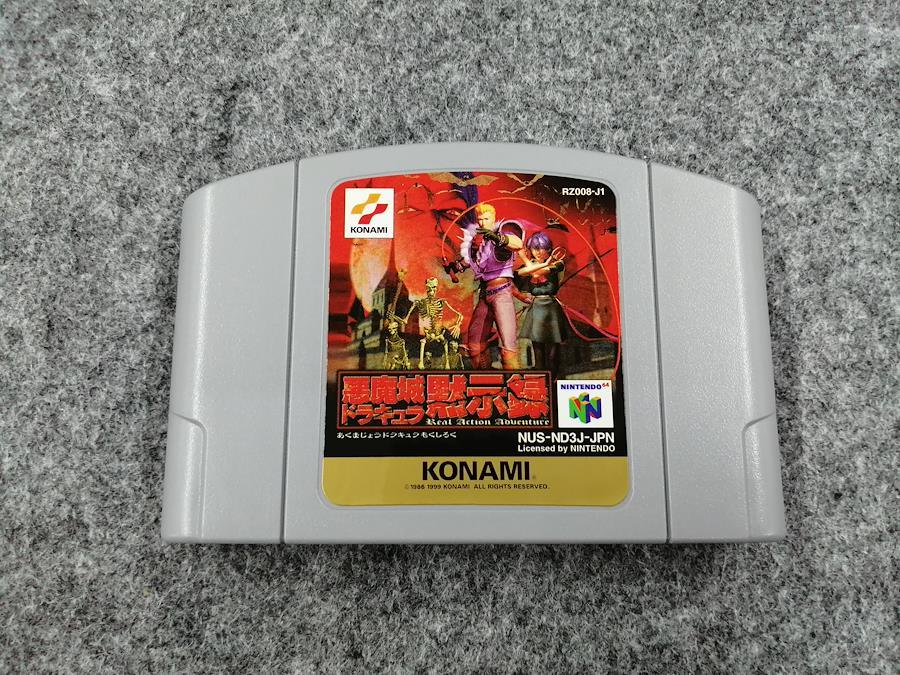 RZ008-J1
KONAMI
悪魔城
ドラキュラ
黙示録
Real Action Adventure
あくまじょうドラキュラもくしろく
NINTENDO 64
NUS-ND3J-JPN
Licensed by NINTENDO
KONAMI®
©1986 1999 KONAMI ALL RIGHTS RESERVED.